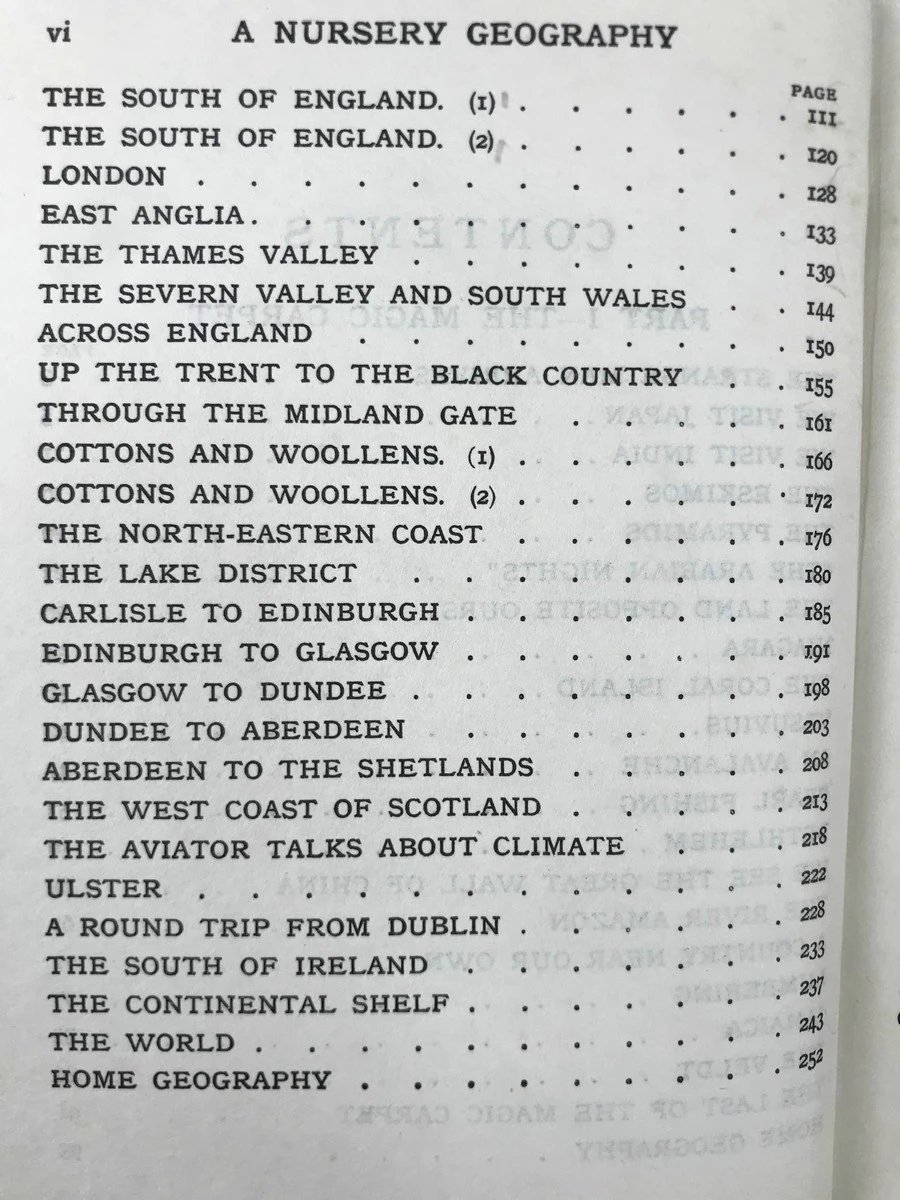 vi A NURSERY GEOGRAPHY
PAGE
THE SOUTH OF ENGLAND. (1) . . . . . . 111
THE SOUTH OF ENGLAND. (2) . . . . . . 120
LONDON . . . . . . . . . . . 128
EAST ANGLIA . . . . . . . . . . 133
THE THAMES VALLEY . . . . . . . . 139
THE SEVERN VALLEY AND SOUTH WALES . . 144
ACROSS ENGLAND . . . . . . . . . 150
UP THE TRENT TO THE BLACK COUNTRY . . 155
THROUGH THE MIDLAND GATE . . . . . 161
COTTONS AND WOOLLENS. (1) . . . . . . 166
COTTONS AND WOOLLENS. (2) . . . . . . 172
THE NORTH-EASTERN COAST . . . . . . 176
THE LAKE DISTRICT . . . . . . . . 180
CARLISLE TO EDINBURGH . . . . . . . 185
EDINBURGH TO GLASGOW . . . . . . . 191
GLASGOW TO DUNDEE . . . . . . . . 198
DUNDEE TO ABERDEEN . . . . . . . 203
ABERDEEN TO THE SHETLANDS . . . . . 208
THE WEST COAST OF SCOTLAND . . . . . 213
THE AVIATOR TALKS ABOUT CLIMATE . . . 218
ULSTER . . . . . . . . . . . 222
A ROUND TRIP FROM DUBLIN . . . . . . 228
THE SOUTH OF IRELAND . . . . . . . 233
THE CONTINENTAL SHELF . . . . . . . 237
THE WORLD . . . . . . . . . . 243
HOME GEOGRAPHY . . . . . . . . . 252